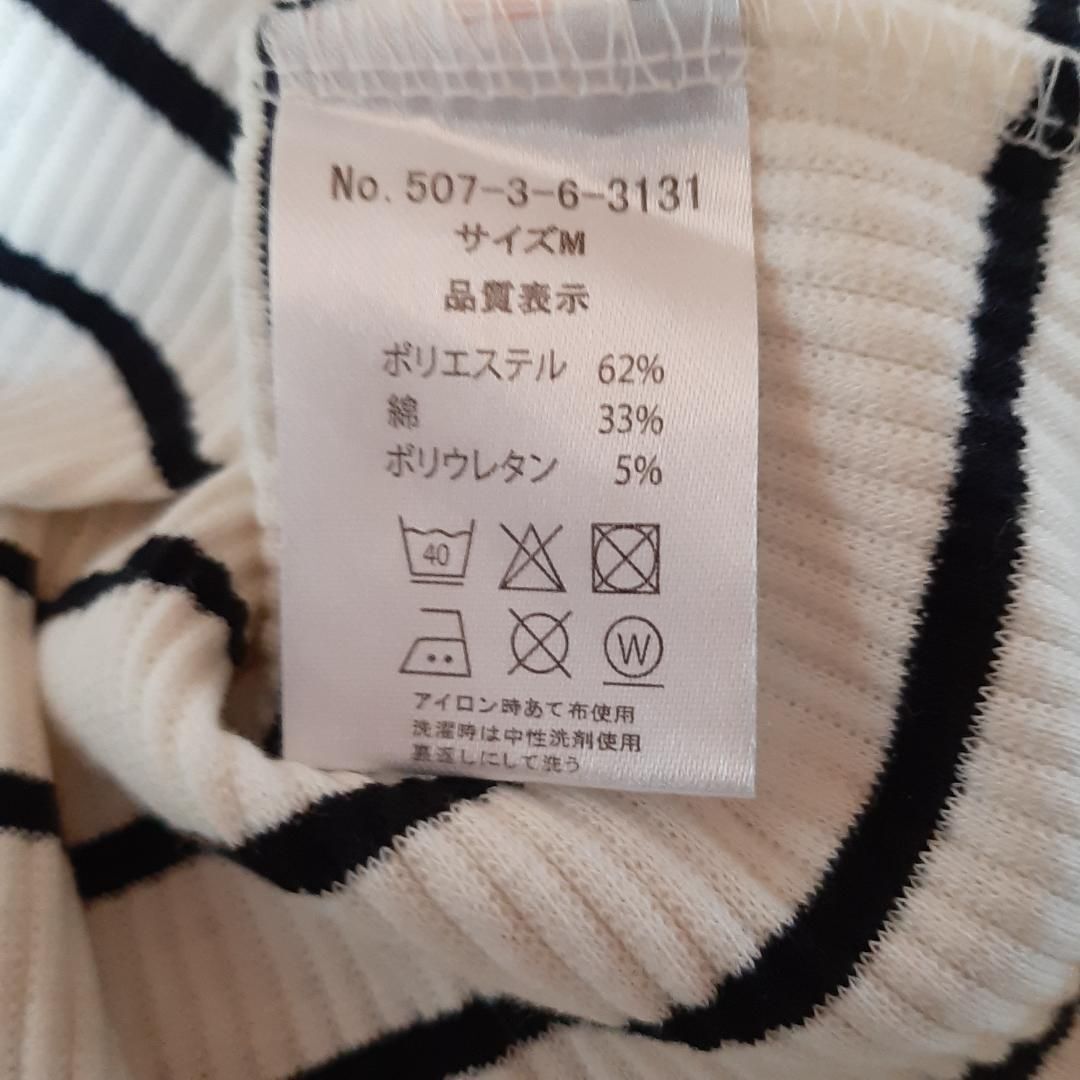 No. 507-3-6-3131
サイズM
品質表示
ポリエステル 62%
綿 33%
ポリウレタン 5%
40
W
アイロン時あて布使用
洗濯時は中性洗剤使用
裏返しにして洗う